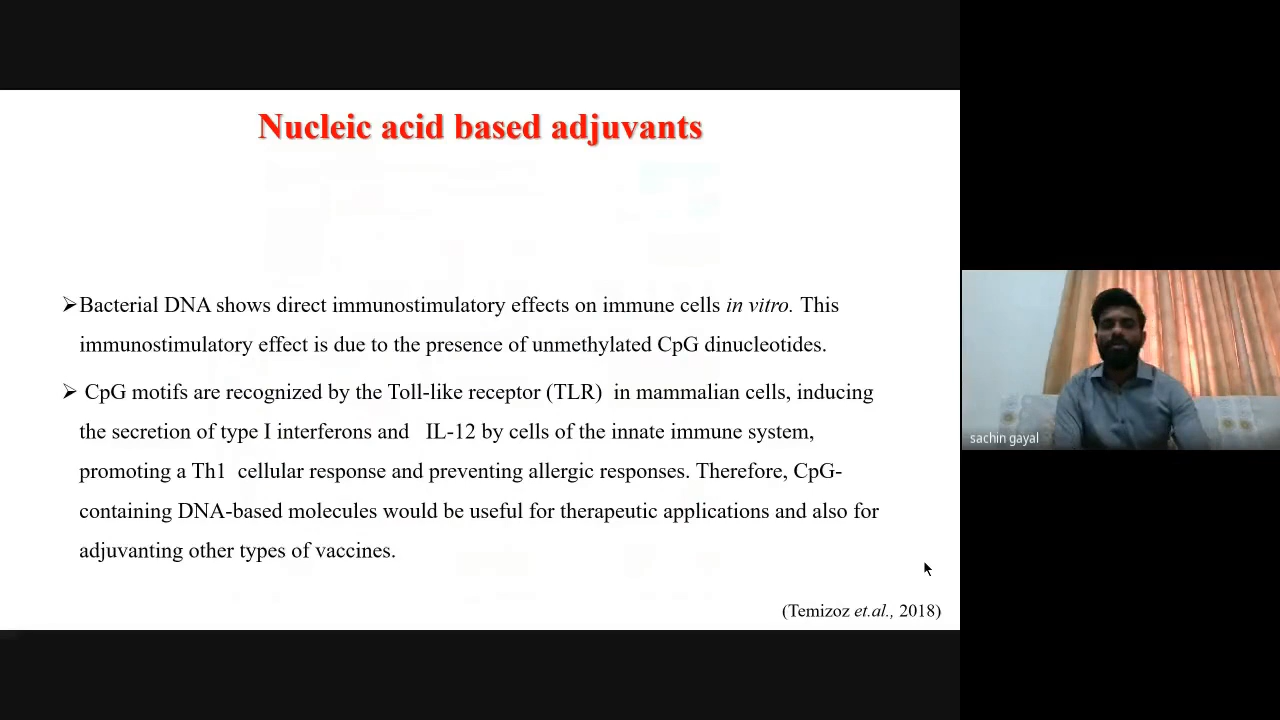 Nucleic acid based adjuvants
➢Bacterial DNA shows direct immunostimulatory effects on immune cells in vitro. This
immunostimulatory effect is due to the presence of unmethylated CpG dinucleotides.
➢ CpG motifs are recognized by the Toll-like receptor (TLR) in mammalian cells, inducing
the secretion of type I interferons and IL-12 by cells of the innate immune system,
promoting a Th1 cellular response and preventing allergic responses. Therefore, CpG-
containing DNA-based molecules would be useful for therapeutic applications and also for
adjuvanting other types of vaccines.
(Temizoz et.al., 2018)
sachin gayal